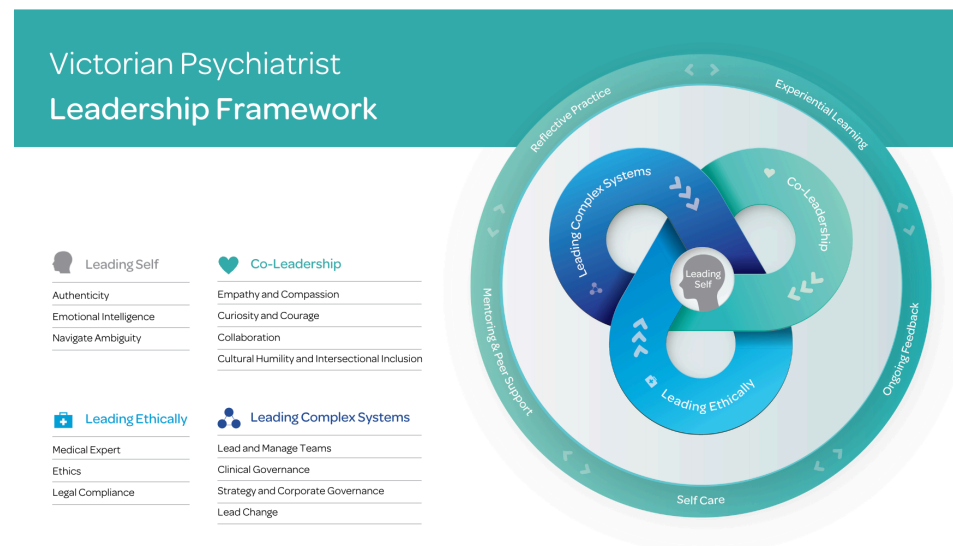 Victorian Psychiatrist
Leadership Framework
Leading Self
Authenticity
Emotional Intelligence
Navigate Ambiguity
Co-Leadership
Empathy and Compassion
Curiosity and Courage
Collaboration
Cultural Humility and Intersectional Inclusion
Leading Ethically
Medical Expert
Ethics
Legal Compliance
Leading Complex Systems
Lead and Manage Teams
Clinical Governance
Strategy and Corporate Governance
Lead Change
Reflective Practice
Experiential Learning
Ongoing Feedback
Self Care
Mentoring & Peer Support
Leading Complex Systems
Co-Leadership
Leading Ethically
Leading
Self